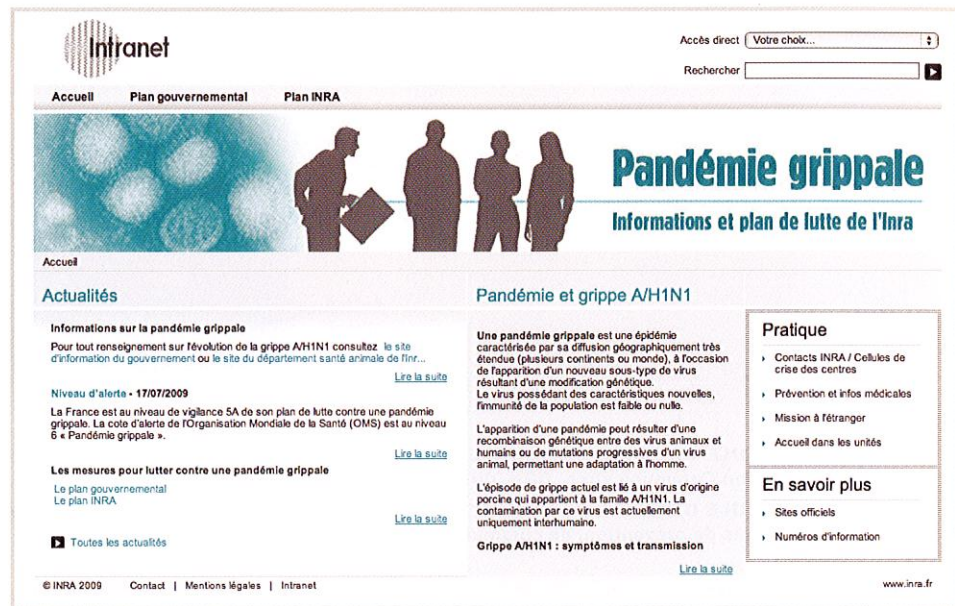 Intranet
Accès direct
Votre choix...
Rechercher
Accueil
Plan gouvernemental
Plan INRA
Pandémie grippale
Informations et plan de lutte de l'Inra
Accueil
Actualités
Informations sur la pandémie grippale
Pour tout renseignement sur l'évolution de la grippe A/H1N1 consultez le site
d'information du gouvernement ou le site du département santé animale de l'Inr...
Lire la suite
Niveau d'alerte - 17/07/2009
La France est au niveau de vigilance 5A de son plan de lutte contre une pandémie
grippale. La cote d'alerte de l'Organisation Mondiale de la Santé (OMS) est au niveau
6 « Pandémie grippale ».
Lire la suite
Les mesures pour lutter contre une pandémie grippale
Le plan gouvernemental
Le plan INRA
Lire la suite
Toutes les actualités
Pandémie et grippe A/H1N1
Une pandémie grippale est une épidémie
caractérisée par sa diffusion géographiquement très
étendue (plusieurs continents ou monde), à l'occasion
de l'apparition d'un nouveau sous-type de virus
résultant d'une modification génétique.
Le virus possédant des caractéristiques nouvelles,
l'immunité de la population est faible ou nulle.
L'apparition d'une pandémie peut résulter d'une
recombinaison génétique entre des virus animaux et
humains ou de mutations progressives d'un virus
animal, permettant une adaptation à l'homme.
L'épisode de grippe actuel est lié à un virus d'origine
porcine qui appartient à la famille A/H1N1. La
contamination par ce virus est actuellement
uniquement interhumaine.
Grippe A/H1N1 : symptômes et transmission
Lire la suite
Pratique
Contacts INRA / Cellules de
crise des centres
Prévention et infos médicales
Mission à l'étranger
Accueil dans les unités
En savoir plus
Sites officiels
Numéros d'information
© INRA 2009
Contact | Mentions légales | Intranet
www.inra.fr